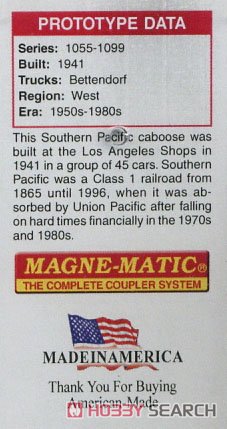 PROTOTYPE DATA
Series: 1055-1099
Built: 1941
Trucks: Bettendorf
Region: West
Era: 1950s-1980s
This Southern Pacific caboose was
built at the Los Angeles Shops in
1941 in a group of 45 cars. Southern
Pacific was a Class 1 railroad from
1865 until 1996, when it was ab-
sorbed by Union Pacific after falling
on hard times financially in the 1970s
and 1980s.
MAGNE-MATIC®
THE COMPLETE COUPLER SYSTEM
MADEINAMERICA
Thank You For Buying
American-Made
HOBBY SEARCH